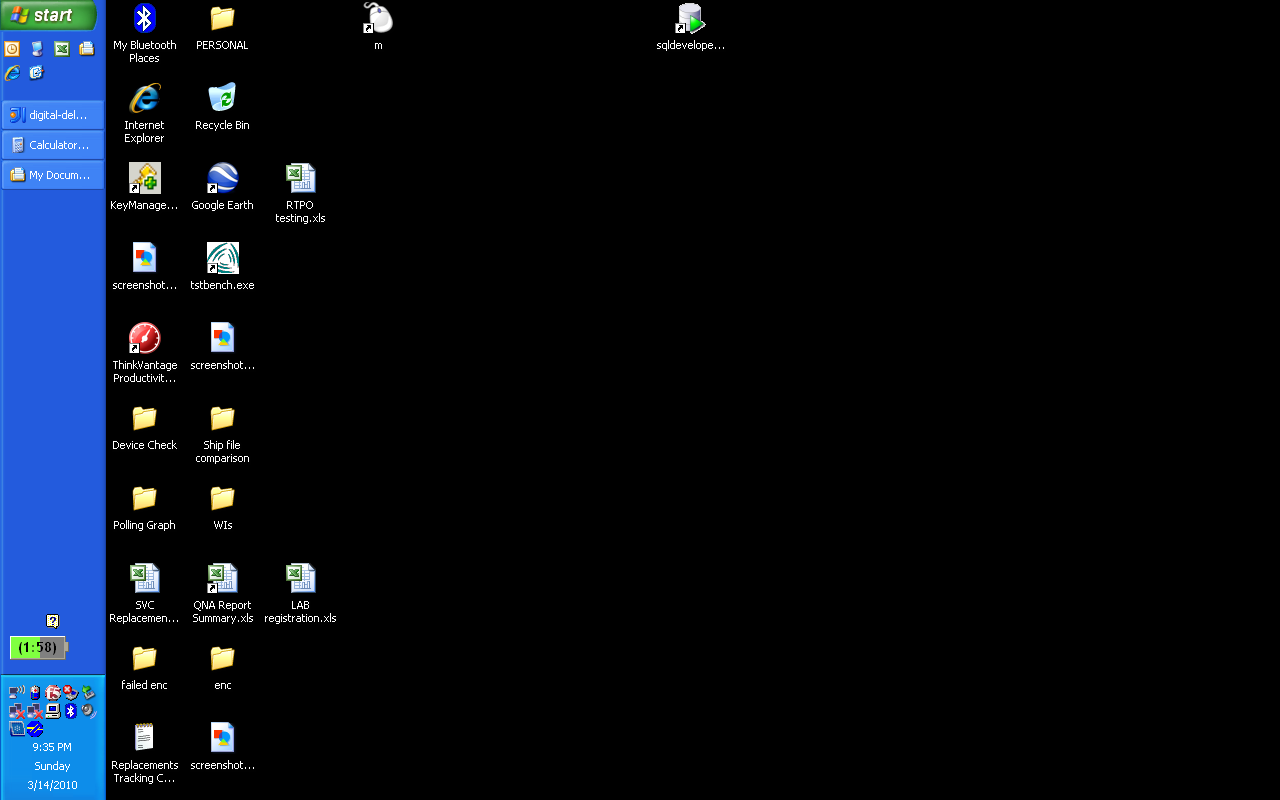 start
digital-del...
Calculator...
My Docum...
?
(1:58)
9:35 PM
Sunday
3/14/2010
My Bluetooth
Places
PERSONAL
m
sqldevelope...
Internet
Explorer
Recycle Bin
KeyManage...
Google Earth
RTPO
testing.xls
screenshot...
tstbench.exe
ThinkVantage
Productivit...
screenshot...
Device Check
Ship file
comparison
Polling Graph
WIs
SVC
Replacemen...
QNA Report
Summary.xls
LAB
registration.xls
failed enc
enc
Replacements
Tracking C...
screenshot...